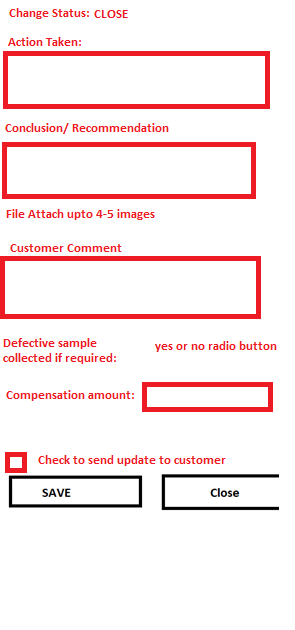 Change Status: CLOSE
Action Taken:
Conclusion/ Recommendation
File Attach upto 4-5 images
Customer Comment
Defective sample
collected if required:
yes or no radio button
Compensation amount:
Check to send update to customer
SAVE
Close